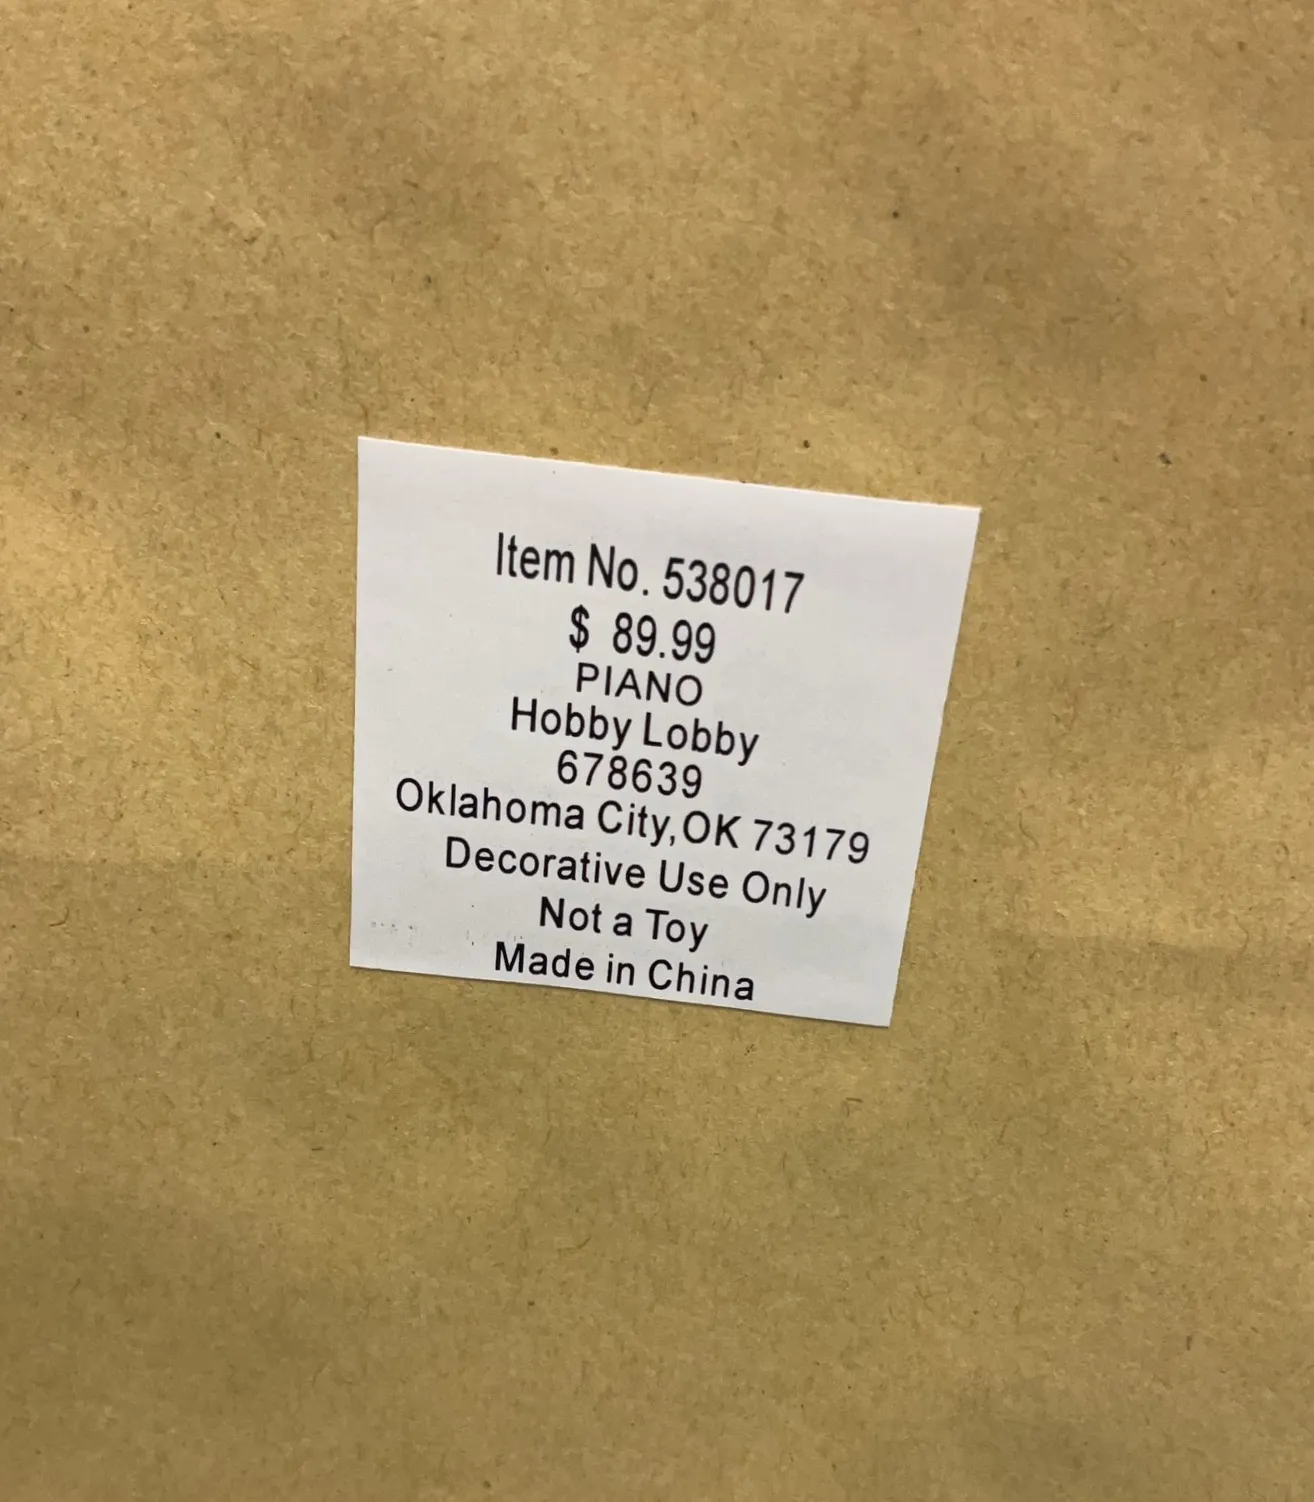 Item No. 538017
$ 89.99
PIANO
Hobby Lobby
678639
Oklahoma City,OK 73179
Decorative Use Only
Not a Toy
Made in China